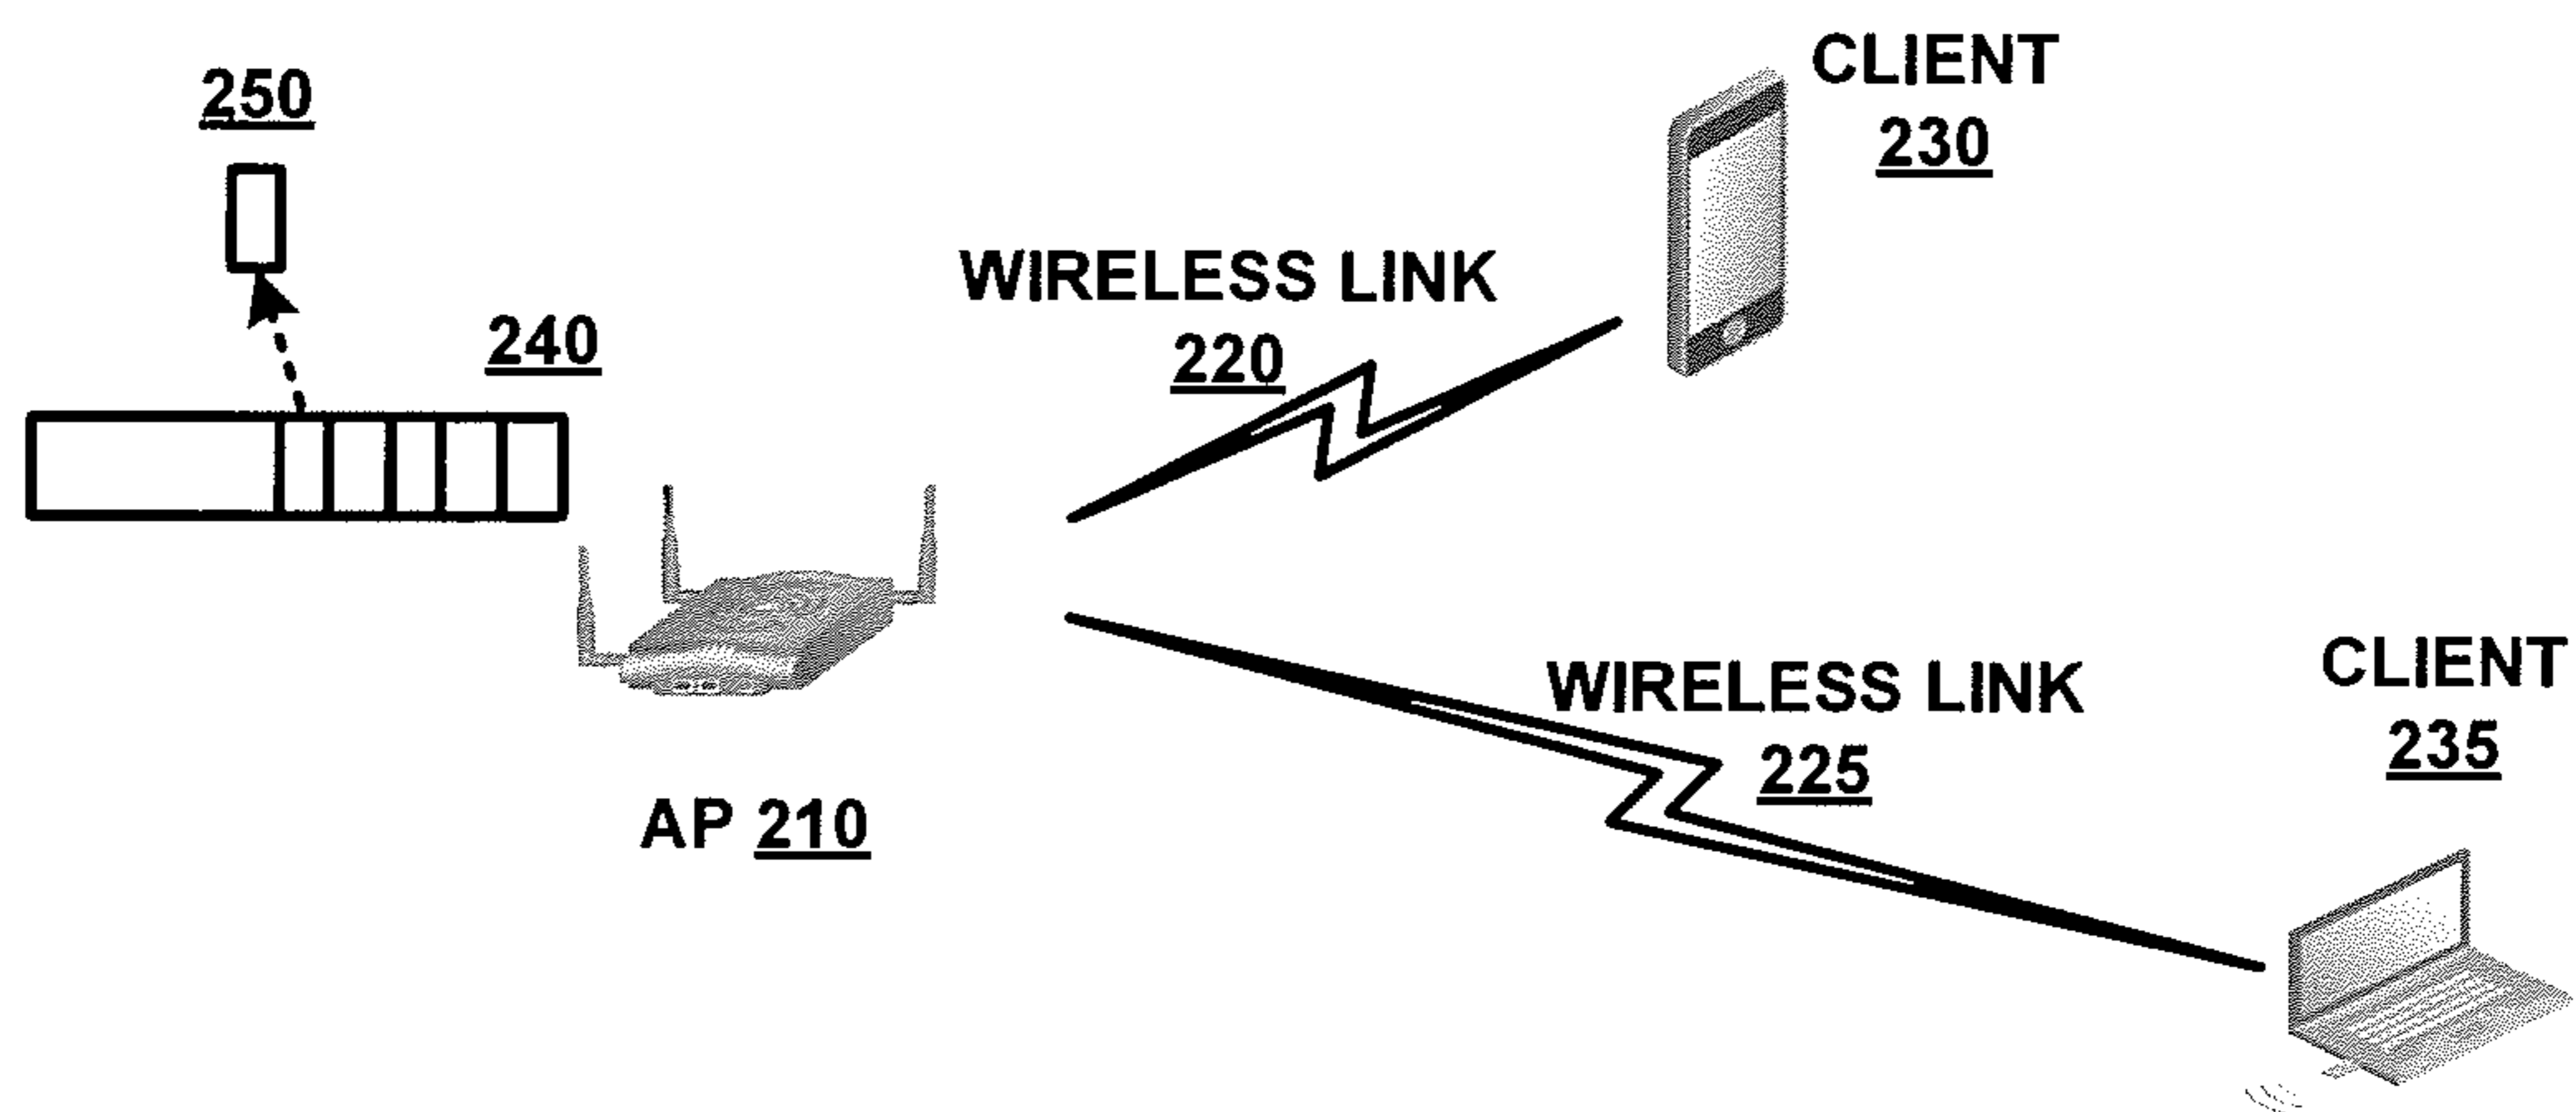 250
240
CLIENT
230
WIRELESS LINK
220
WIRELESS LINK
225
CLIENT
235
AP 210